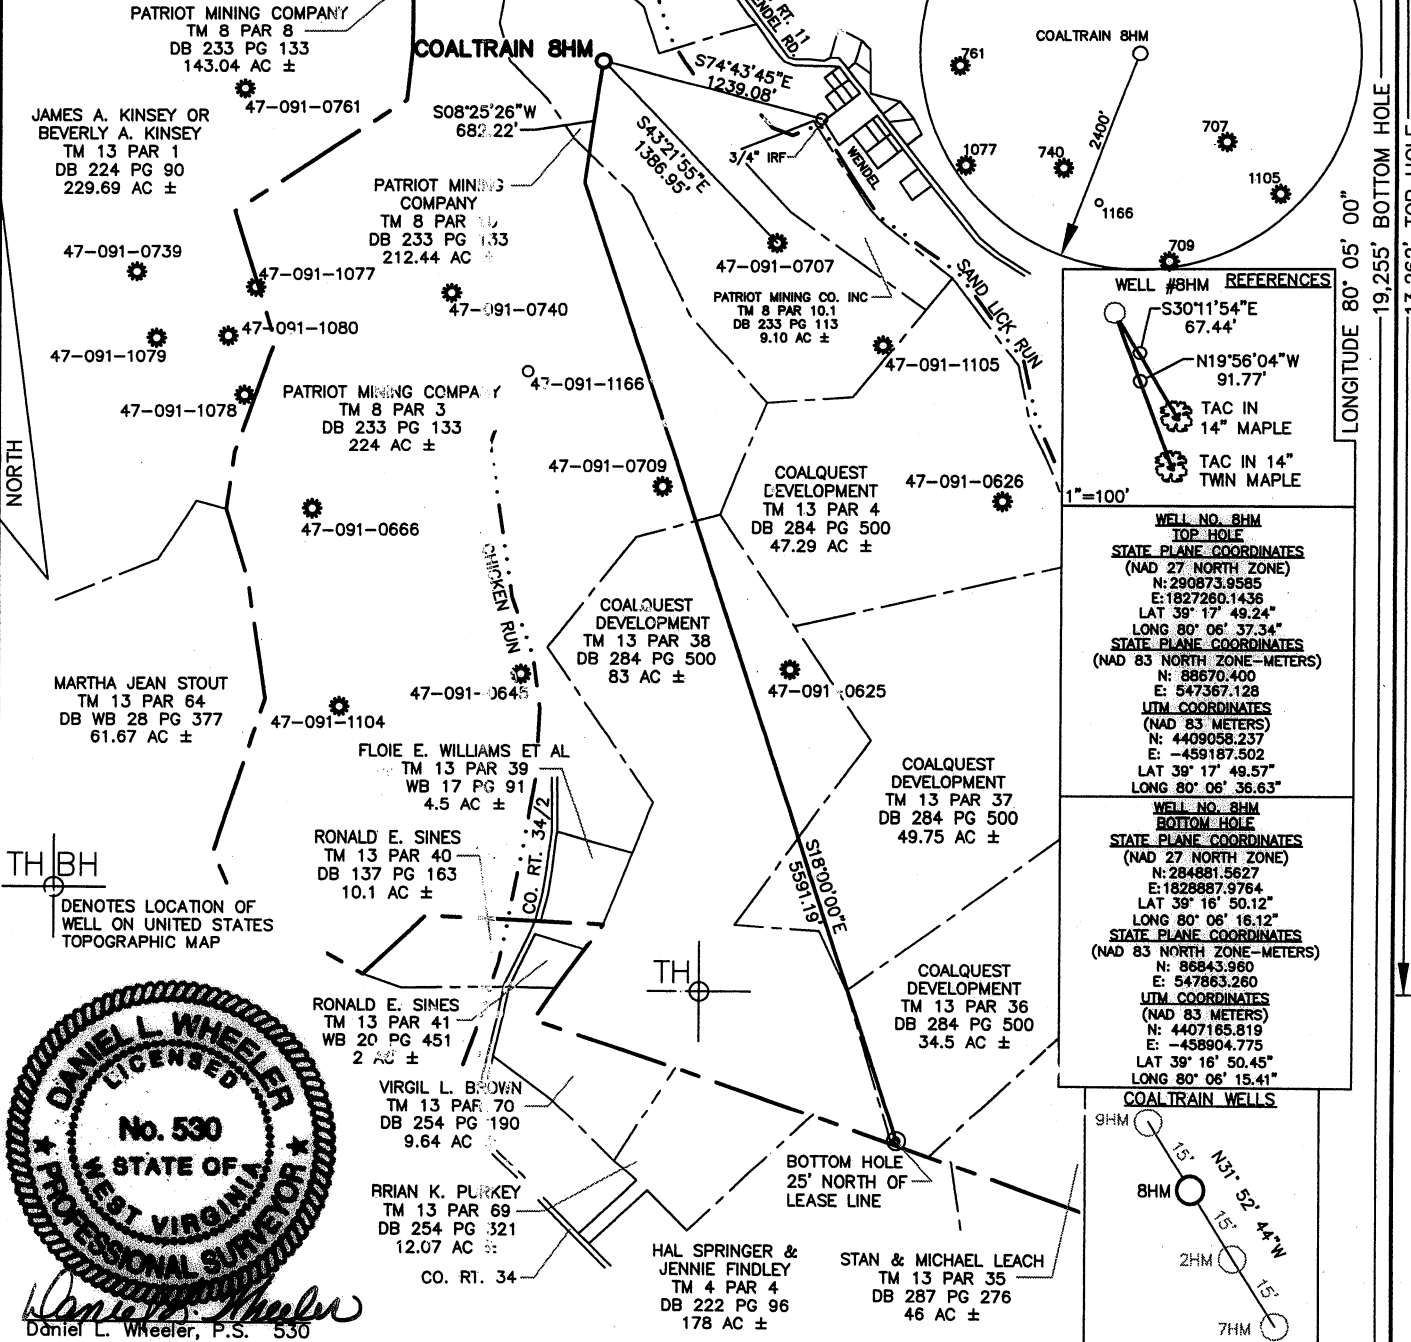 PATRIOT MINING COMPANY
TM 8 PAR 8
DB 233 PG 133
143.04 AC ±
47-091-0761
JAMES A. KINSEY OR
BEVERLY A. KINSEY
TM 13 PAR 1
DB 224 PG 90
229.69 AC ±
COALTRAIN 8HM
RT. 11
WENDEL RD.
S74°43'45"E
1239.08'
S08°25'26"W
682.22'
S43°21'55"E
1386.95'
3/4" IRF
WENDEL
PATRIOT MINING
COMPANY
TM 8 PAR
DB 233 PG 133
212.44 AC
47-091-0739
47-091-1077
47-091-0740
47-091-0707
47-091-1080
47-091-1079
47-091-1078
PATRIOT MINING CO. INC
TM 8 PAR 10.1
DB 233 PG 113
9.10 AC ±
SAND LICK RUN
47-091-1105
47-091-1166
PATRIOT MINING COMPANY
TM 8 PAR 3
DB 233 PG 133
224 AC ±
NORTH
47-091-0709
47-091-0666
COALQUEST
DEVELOPMENT
TM 13 PAR 4
DB 284 PG 500
47.29 AC ±
47-091-0626
CHICKEN RUN
COALQUEST
DEVELOPMENT
TM 13 PAR 38
DB 284 PG 500
83 AC ±
47-091-0645
47-091-0625
MARTHA JEAN STOUT
TM 13 PAR 64
DB WB 28 PG 377
61.67 AC ±
47-091-1104
FLOIE E. WILLIAMS ET AL
TM 13 PAR 39
WB 17 PG 91
4.5 AC ±
COALQUEST
DEVELOPMENT
TM 13 PAR 37
DB 284 PG 500
49.75 AC ±
RONALD E. SINES
TM 13 PAR 40
DB 137 PG 163
10.1 AC ±
CO. RT. 34/2
S18°00'00"E
5591.19'
TH BH
DENOTES LOCATION OF
WELL ON UNITED STATES
TOPOGRAPHIC MAP
TH
COALQUEST
DEVELOPMENT
TM 13 PAR 36
DB 284 PG 500
34.5 AC ±
RONALD E. SINES
TM 13 PAR 41
WB 20 PG 451
2 AC ±
VIRGIL L. BROWN
TM 13 PAR 70
DB 254 PG 190
9.64 AC
BRIAN K. PURKEY
TM 13 PAR 69
DB 254 PG 321
12.07 AC
CO. RT. 34
BOTTOM HOLE
25' NORTH OF
LEASE LINE
HAL SPRINGER &
JENNIE FINDLEY
TM 4 PAR 4
DB 222 PG 96
178 AC ±
STAN & MICHAEL LEACH
TM 13 PAR 35
DB 287 PG 276
46 AC ±
DANIEL L. WHEELER
LICENSED
No. 530
STATE OF
WEST VIRGINIA
PROFESSIONAL SURVEYOR
Daniel L. Wheeler
Daniel L. Wheeler, P.S. 530
COALTRAIN 8HM
761
2400'
707
1077
740
1105
1166
709
LONGITUDE 80° 05' 00"
19,255' BOTTOM HOLE
13,262' TOP HOLE
WELL #8HM REFERENCES
S30°11'54"E
67.44'
N19°56'04"W
91.77'
TAC IN
14" MAPLE
TAC IN 14"
TWIN MAPLE
1"=100'
WELL NO. 8HM
TOP HOLE
STATE PLANE COORDINATES
(NAD 27 NORTH ZONE)
N:290873.9585
E:1827260.1436
LAT 39° 17' 49.24"
LONG 80° 06' 37.34"
STATE PLANE COORDINATES
(NAD 83 NORTH ZONE-METERS)
N: 88670.400
E: 547367.128
UTM COORDINATES
(NAD 83 METERS)
N: 4409058.237
E: -459187.502
LAT 39° 17' 49.57"
LONG 80° 06' 36.63"
WELL NO. 8HM
BOTTOM HOLE
STATE PLANE COORDINATES
(NAD 27 NORTH ZONE)
N:284881.5627
E:1828887.9764
LAT 39° 16' 50.12"
LONG 80° 06' 16.12"
STATE PLANE COORDINATES
(NAD 83 NORTH ZONE-METERS)
N: 86843.960
E: 547863.260
UTM COORDINATES
(NAD 83 METERS)
N: 4407165.819
E: -458904.775
LAT 39° 16' 50.45"
LONG 80° 06' 15.41"
COALTRAIN WELLS
9HM
15'
N31° 52' 44"W
8HM
15'
2HM
15'
7HM